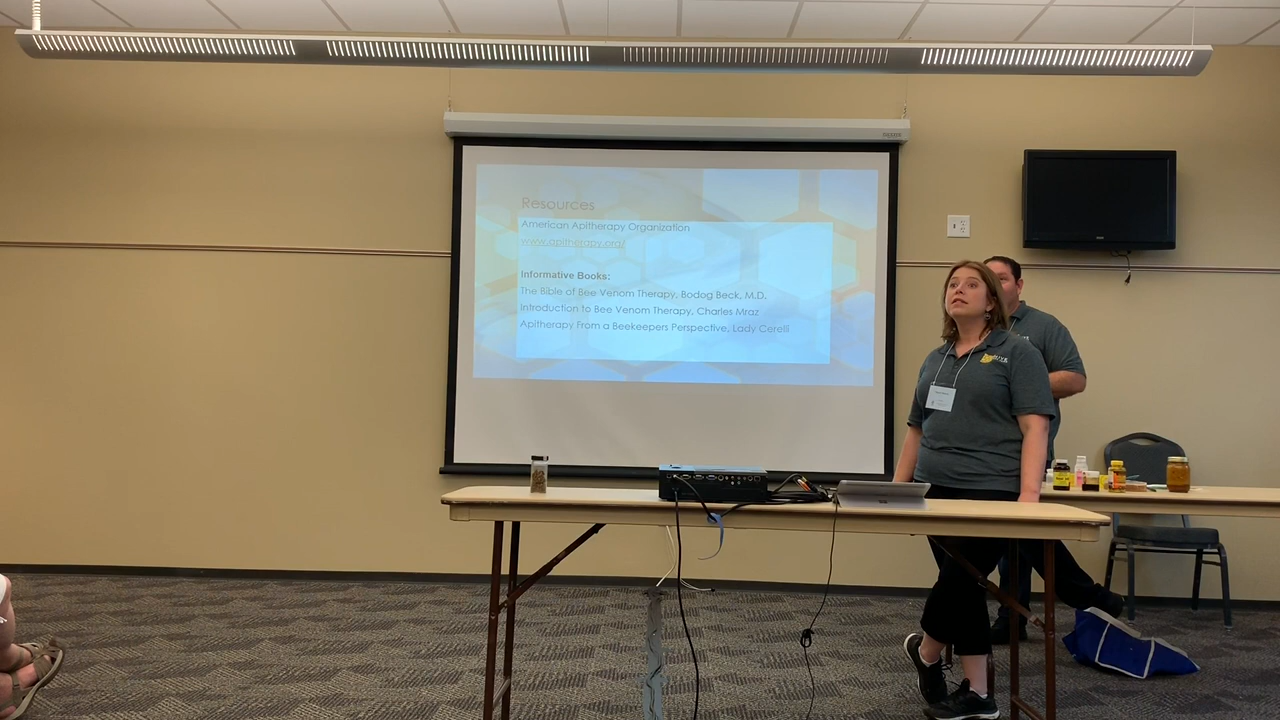 Resources
American Apitherapy Organization
www.apitherapy.org/
Informative Books:
The Bible of Bee Venom Therapy, Bodog Beck, M.D.
Introduction to Bee Venom Therapy, Charles Mraz
Apitherapy From a Beekeepers Perspective, Lady Cerelli